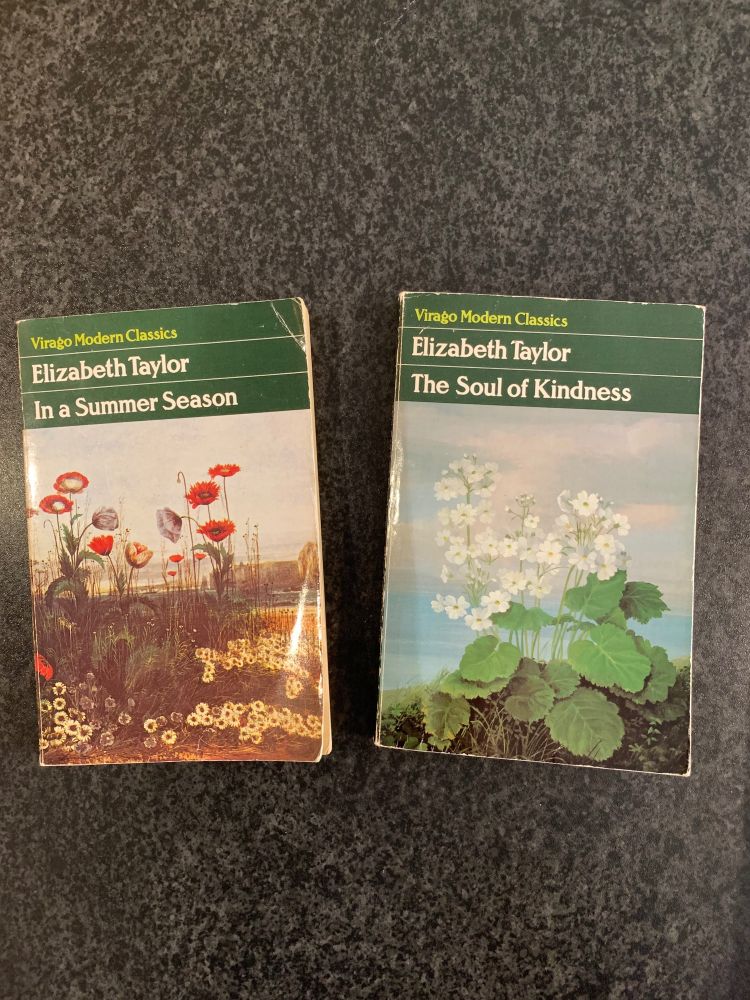 Virago Modern Classics
Elizabeth Taylor
In a Summer Season
Virago Modern Classics
Elizabeth Taylor
The Soul of Kindness